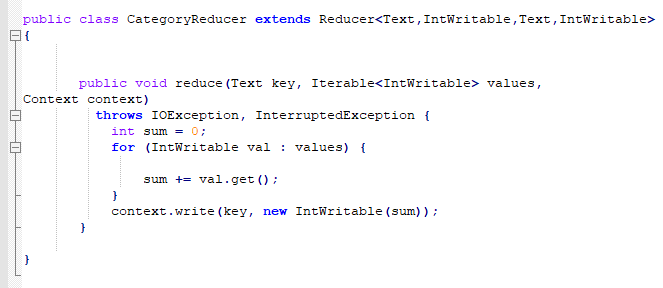 public class CategoryReducer extends Reducer<Text,IntWritable,Text,IntWritable>
{
public void reduce(Text key, Iterable<IntWritable> values,
Context context)
throws IOException, InterruptedException {
int sum = 0;
for (IntWritable val : values) {
sum += val.get();
}
context.write(key, new IntWritable(sum));
}
}